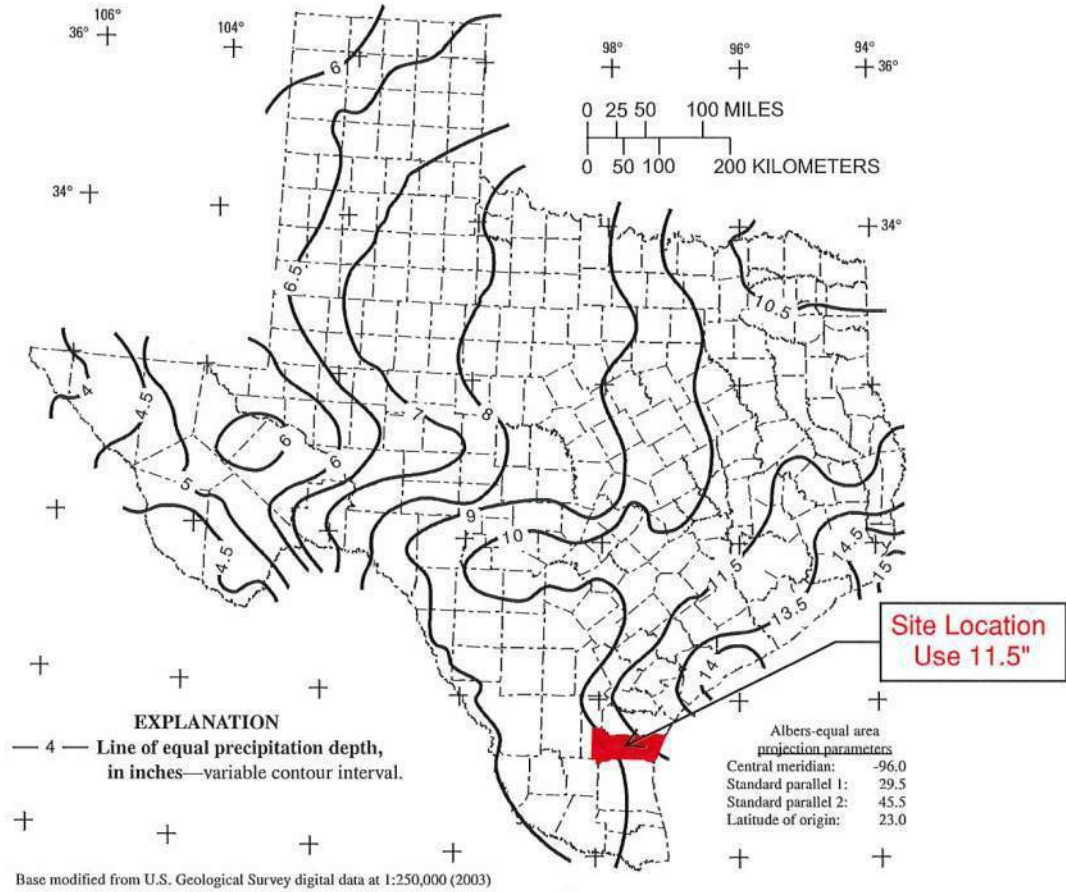 106°
36°
104°
98°
96°
94°
36°
0 25 50 100 MILES
0 50 100 200 KILOMETERS
34°
34°
6
6.5
10.5
4
4.5
7
8
6
6
5
9
10
4.5
11.5
14.5
15
13.5
14
Site Location
Use 11.5"
EXPLANATION
4 Line of equal precipitation depth,
in inches—variable contour interval.
Albers-equal area
projection parameters
Central meridian: -96.0
Standard parallel 1: 29.5
Standard parallel 2: 45.5
Latitude of origin: 23.0
Base modified from U.S. Geological Survey digital data at 1:250,000 (2003)